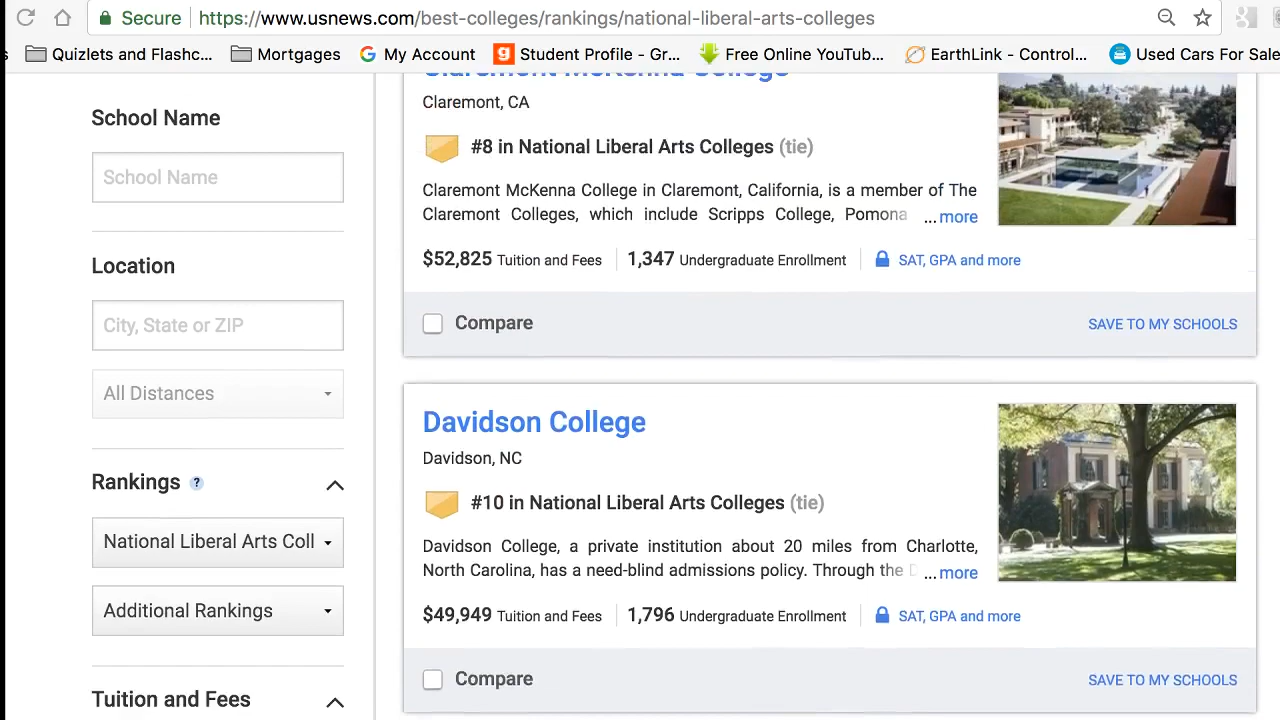 Secure https://www.usnews.com/best-colleges/rankings/national-liberal-arts-colleges
s Quizlets and Flashc... Mortgages My Account Student Profile - Gr... Free Online YouTub... EarthLink - Control... Used Cars For Sale
School Name
School Name
Location
City, State or ZIP
All Distances
Rankings ?
National Liberal Arts Coll
Additional Rankings
Tuition and Fees
Claremont McKenna College
Claremont, CA
#8 in National Liberal Arts Colleges (tie)
Claremont McKenna College in Claremont, California, is a member of The
Claremont Colleges, which include Scripps College, Pomona ...more
$52,825 Tuition and Fees 1,347 Undergraduate Enrollment SAT, GPA and more
Compare SAVE TO MY SCHOOLS
Davidson College
Davidson, NC
#10 in National Liberal Arts Colleges (tie)
Davidson College, a private institution about 20 miles from Charlotte,
North Carolina, has a need-blind admissions policy. Through the D ...more
$49,949 Tuition and Fees 1,796 Undergraduate Enrollment SAT, GPA and more
Compare SAVE TO MY SCHOOLS